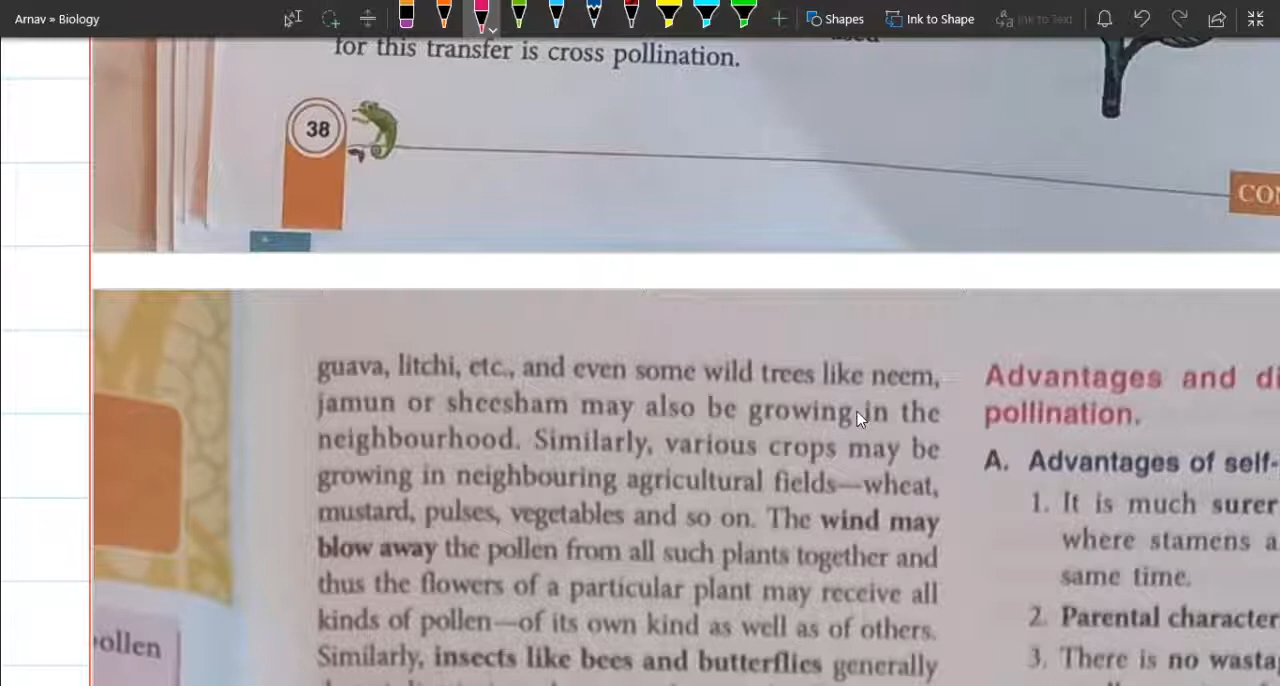 Arnav » Biology
Shapes
Ink to Shape
Ink to Text
for this transfer is cross pollination.
38
guava, litchi, etc., and even some wild trees like neem,
jamun or sheesham may also be growing in the
neighbourhood. Similarly, various crops may be
growing in neighbouring agricultural fields—wheat,
mustard, pulses, vegetables and so on. The wind may
blow away the pollen from all such plants together and
thus the flowers of a particular plant may receive all
kinds of pollen—of its own kind as well as of others.
Similarly, insects like bees and butterflies generally
Advantages and di
pollination.
A. Advantages of self-
1. It is much surer
where stamens a
same time.
2. Parental character
3. There is no wasta
ollen